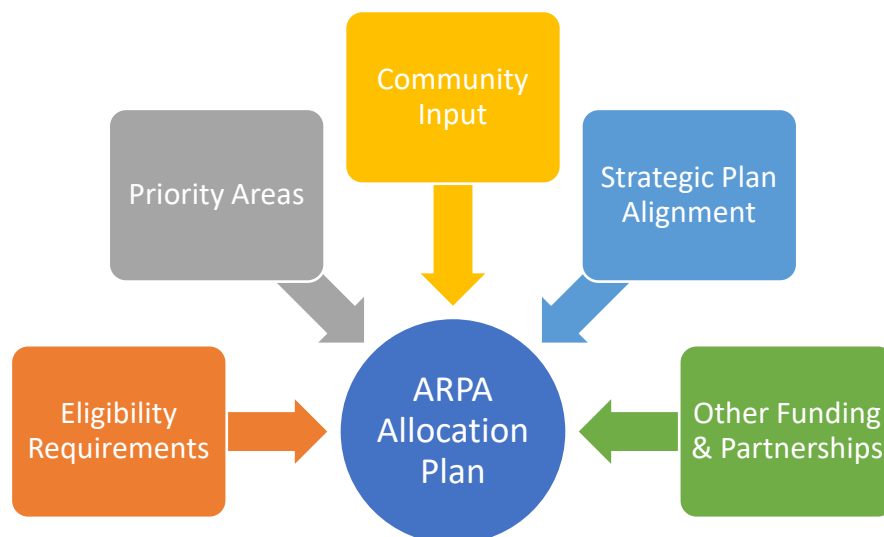 Community
Input
Priority Areas
Strategic Plan
Alignment
Eligibility
Requirements
ARPA
Allocation
Plan
Other Funding
& Partnerships